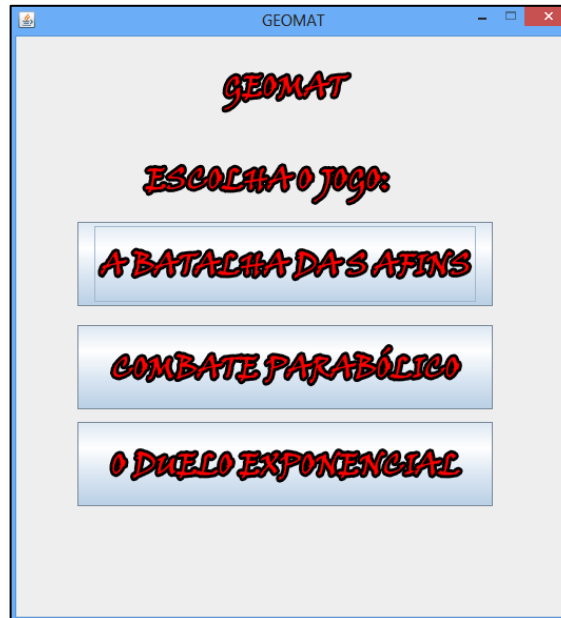 GEOMAT
GEOMAT
ESCOLHA O JOGO:
A BATALHA DAS AFINS
COMBATE PARABÓLICO
O DUELO EXPONENCIAL